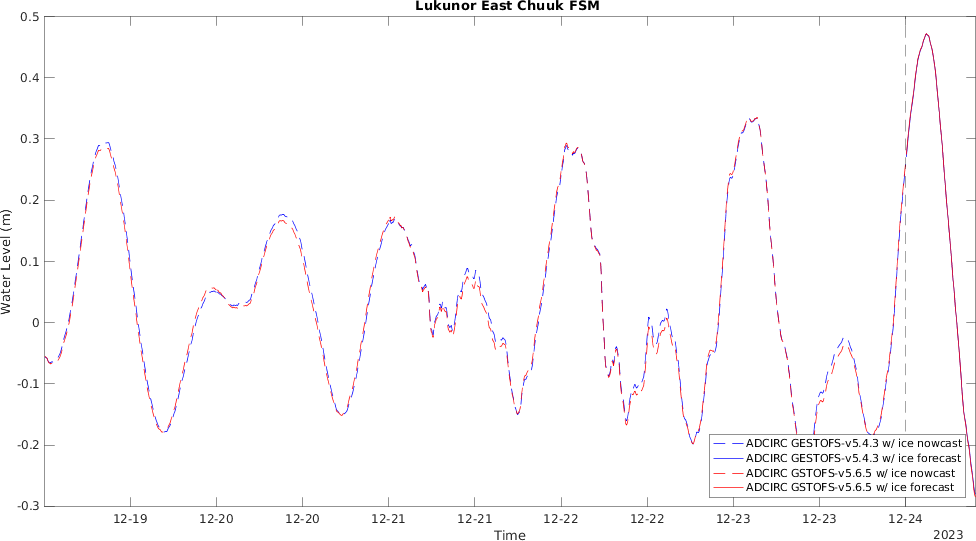 Lukunor East Chuuk FSM
0.5
0.4
0.3
0.2
0.1
0
-0.1
-0.2
-0.3
Water Level (m)
ADCIRC GESTOFS-v5.4.3 w/ ice nowcast
ADCIRC GESTOFS-v5.4.3 w/ ice forecast
ADCIRC GSTOFS-v5.6.5 w/ ice nowcast
ADCIRC GSTOFS-v5.6.5 w/ ice forecast
12-19 12-20 12-20 12-21 12-21 12-22 12-22 12-23 12-23 12-24
Time
2023